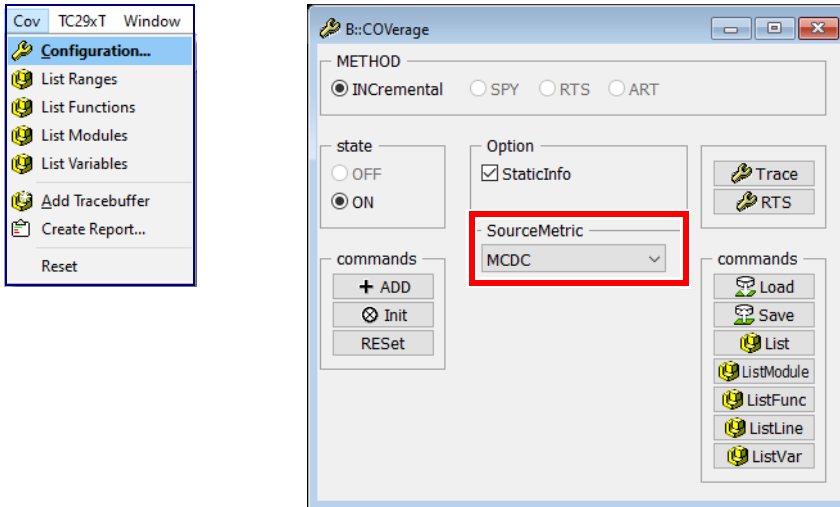 Cov TC29xT Window
Configuration...
List Ranges
List Functions
List Modules
List Variables
Add Tracebuffer
Create Report...
Reset
B::COVerage
METHOD
INCremental SPY RTS ART
state
OFF
ON
Option
StaticInfo
SourceMetric
MCDC
Trace
RTS
commands
ADD
Init
RESet
commands
Load
Save
List
ListModule
ListFunc
ListLine
ListVar